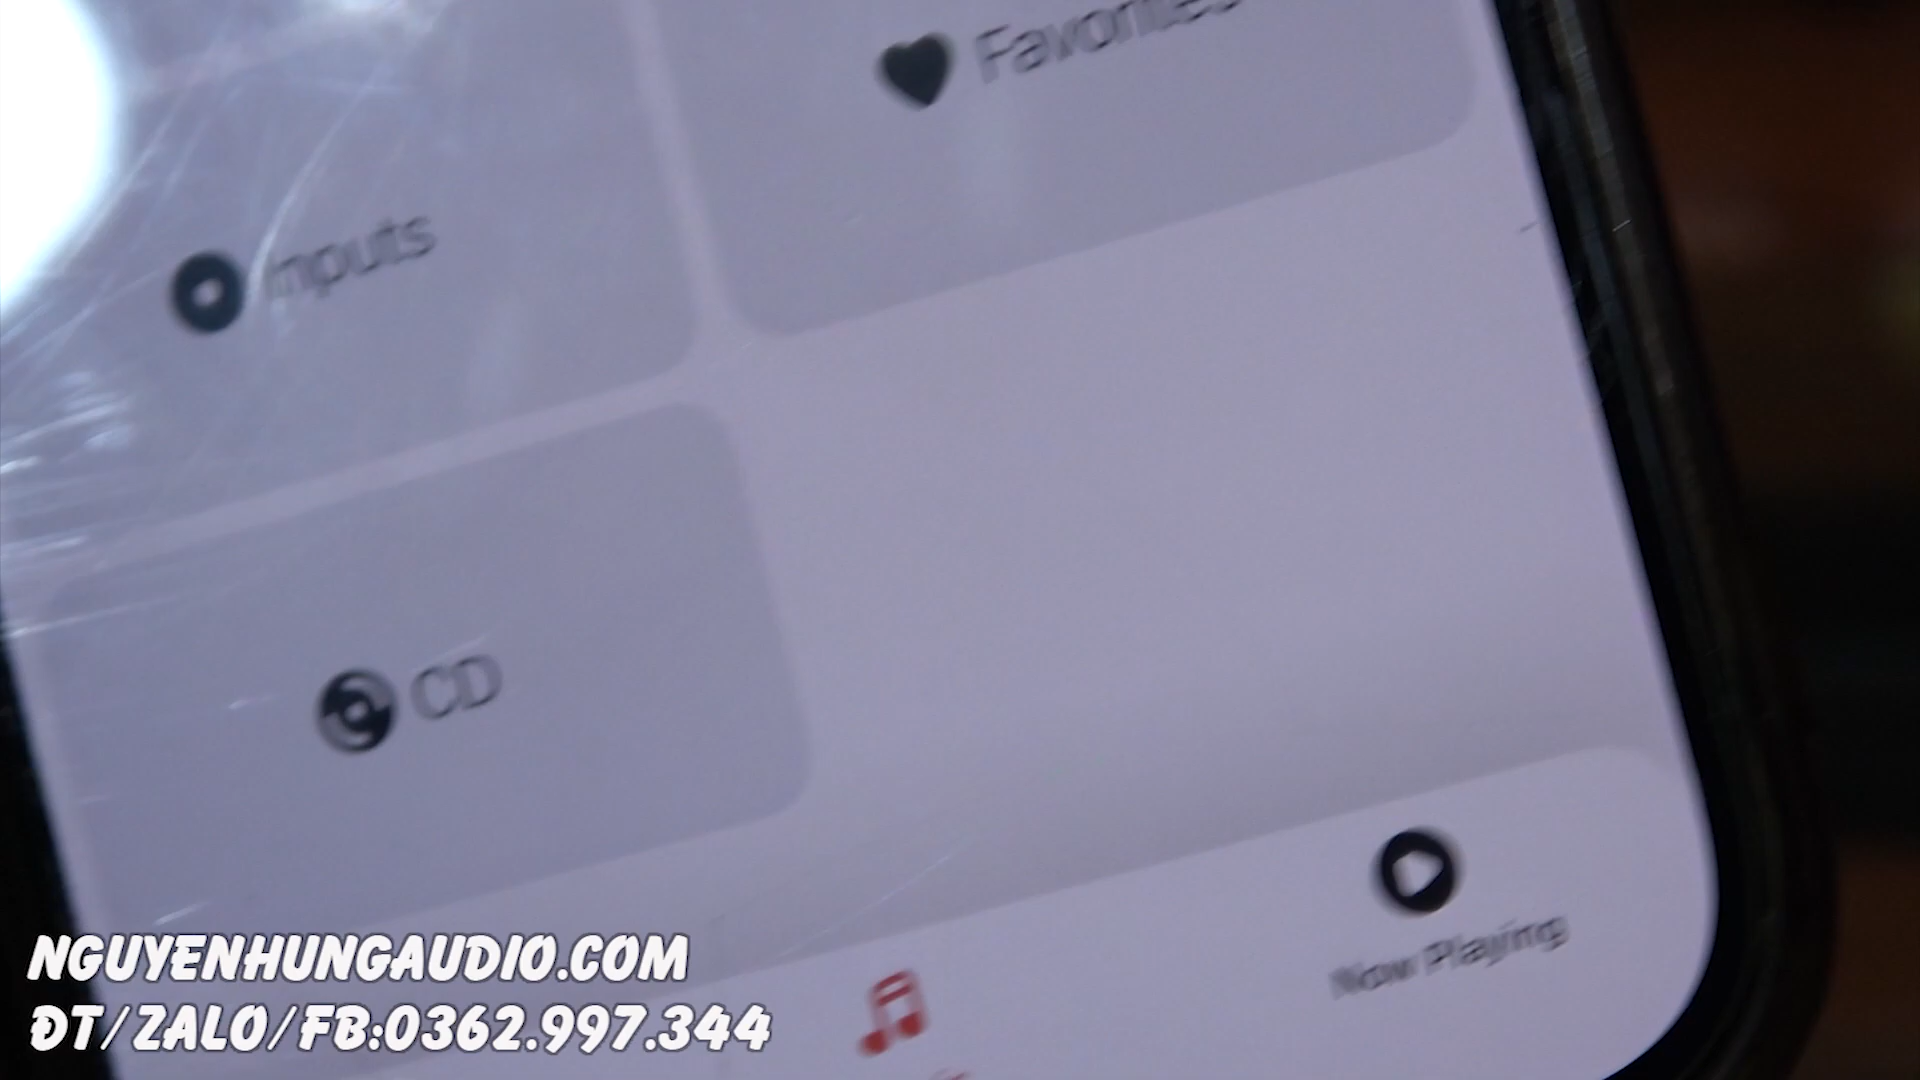 Favorites
Inputs
CD
Now Playing
NGUYENHUNGAUDIO.COM
ĐT/ZALO/FB:0362.997.344